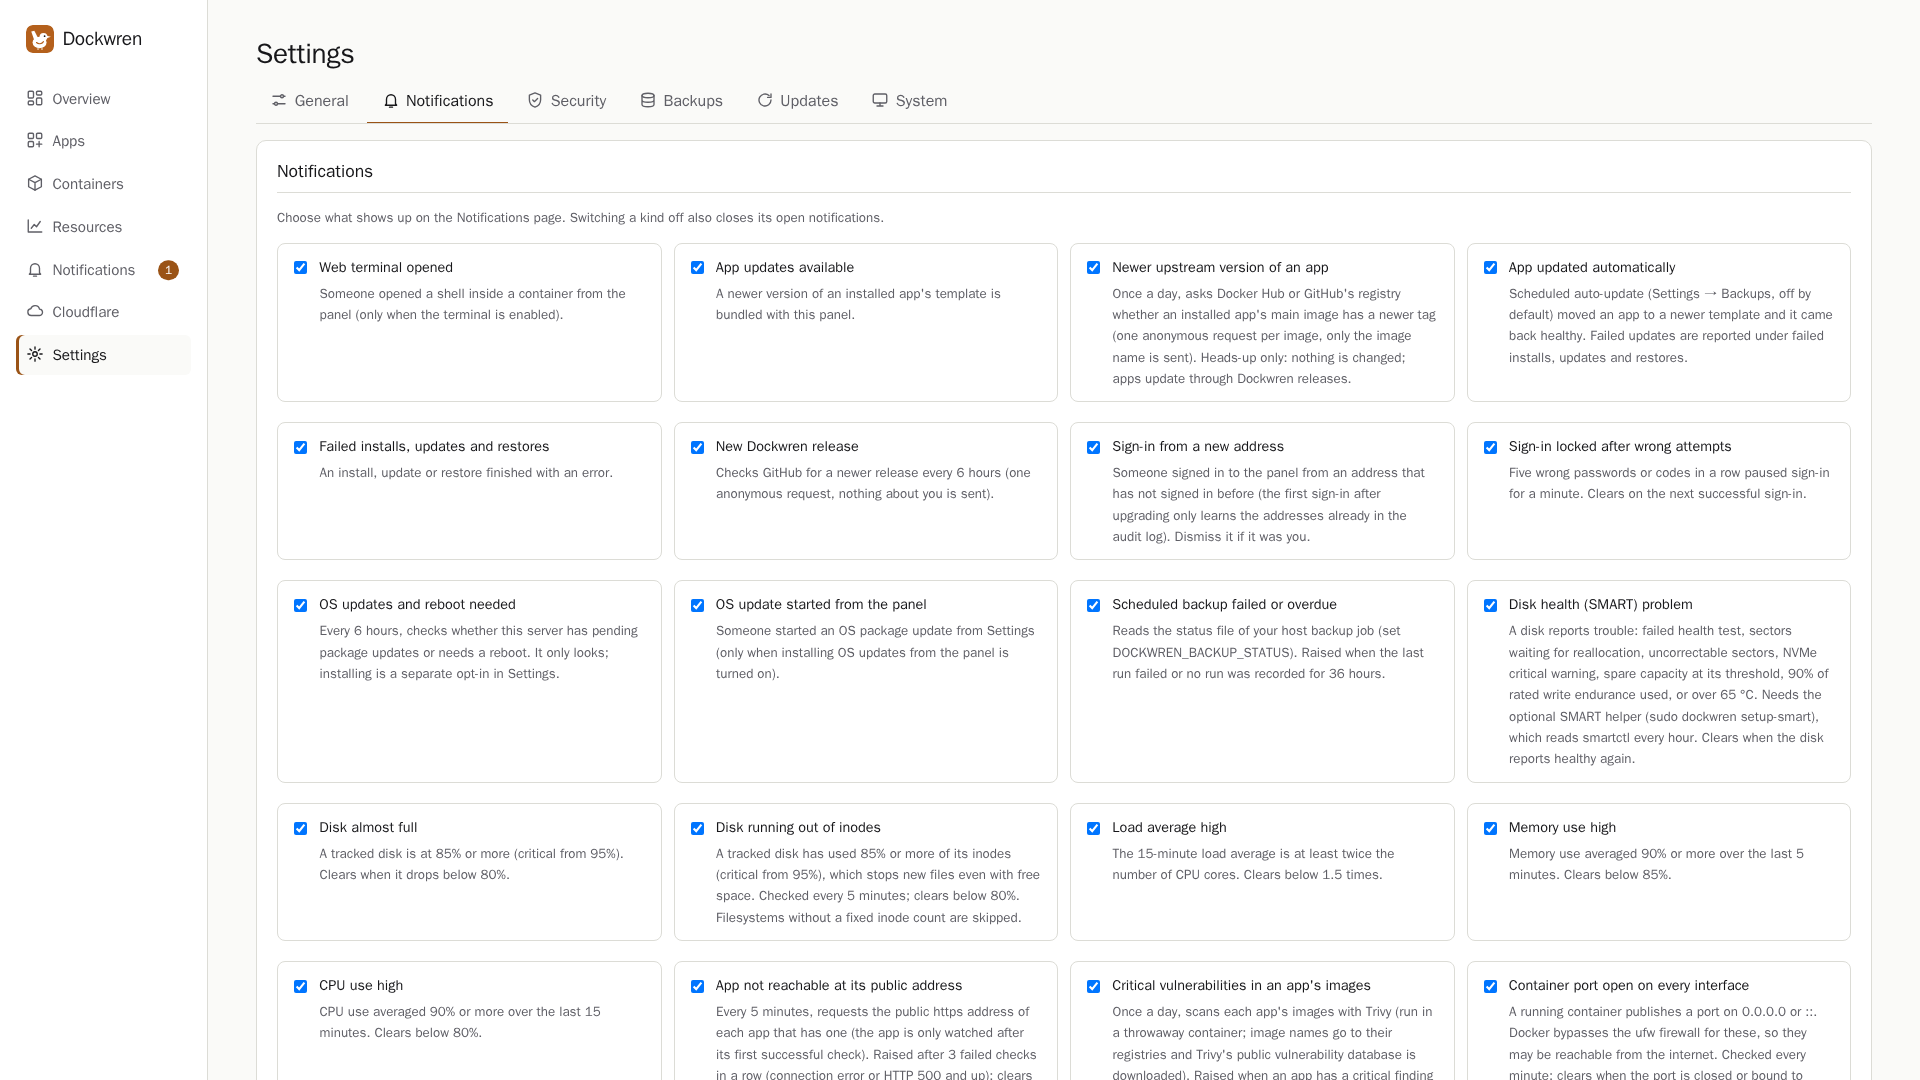 Dockwren
Overview
Apps
Containers
Resources
Notifications 1
Cloudflare
Settings
Settings
General Notifications Security Backups Updates System
Notifications
Choose what shows up on the Notifications page. Switching a kind off also closes its open notifications.
Web terminal opened
Someone opened a shell inside a container from the
panel (only when the terminal is enabled).
App updates available
A newer version of an installed app's template is
bundled with this panel.
Newer upstream version of an app
Once a day, asks Docker Hub or GitHub's registry
whether an installed app's main image has a newer tag
(one anonymous request per image, only the image
name is sent). Heads-up only: nothing is changed;
apps update through Dockwren releases.
App updated automatically
Scheduled auto-update (Settings → Backups, off by
default) moved an app to a newer template and it came
back healthy. Failed updates are reported under failed
installs, updates and restores.
Failed installs, updates and restores
An install, update or restore finished with an error.
New Dockwren release
Checks GitHub for a newer release every 6 hours (one
anonymous request, nothing about you is sent).
Sign-in from a new address
Someone signed in to the panel from an address that
has not signed in before (the first sign-in after
upgrading only learns the addresses already in the
audit log). Dismiss it if it was you.
Sign-in locked after wrong attempts
Five wrong passwords or codes in a row paused sign-in
for a minute. Clears on the next successful sign-in.
OS updates and reboot needed
Every 6 hours, checks whether this server has pending
package updates or needs a reboot. It only looks;
installing is a separate opt-in in Settings.
OS update started from the panel
Someone started an OS package update from Settings
(only when installing OS updates from the panel is
turned on).
Scheduled backup failed or overdue
Reads the status file of your host backup job (set
DOCKWREN_BACKUP_STATUS). Raised when the last
run failed or no run was recorded for 36 hours.
Disk health (SMART) problem
A disk reports trouble: failed health test, sectors
waiting for reallocation, uncorrectable sectors, NVMe
critical warning, spare capacity at its threshold, 90% of
rated write endurance used, or over 65 °C. Needs the
optional SMART helper (sudo dockwren setup-smart),
which reads smartctl every hour. Clears when the disk
reports healthy again.
Disk almost full
A tracked disk is at 85% or more (critical from 95%).
Clears when it drops below 80%.
Disk running out of inodes
A tracked disk has used 85% or more of its inodes
(critical from 95%), which stops new files even with free
space. Checked every 5 minutes; clears below 80%.
Filesystems without a fixed inode count are skipped.
Load average high
The 15-minute load average is at least twice the
number of CPU cores. Clears below 1.5 times.
Memory use high
Memory use averaged 90% or more over the last 5
minutes. Clears below 85%.
CPU use high
CPU use averaged 90% or more over the last 15
minutes. Clears below 80%.
App not reachable at its public address
Every 5 minutes, requests the public https address of
each app that has one (the app is only watched after
its first successful check). Raised after 3 failed checks
in a row (connection error or HTTP 500 and up); clears
Critical vulnerabilities in an app's images
Once a day, scans each app's images with Trivy (run in
a throwaway container; image names go to their
registries and Trivy's public vulnerability database is
downloaded). Raised when an app has a critical finding
Container port open on every interface
A running container publishes a port on 0.0.0.0 or ::.
Docker bypasses the ufw firewall for these, so they
may be reachable from the internet. Checked every
minute; clears when the port is closed or bound to